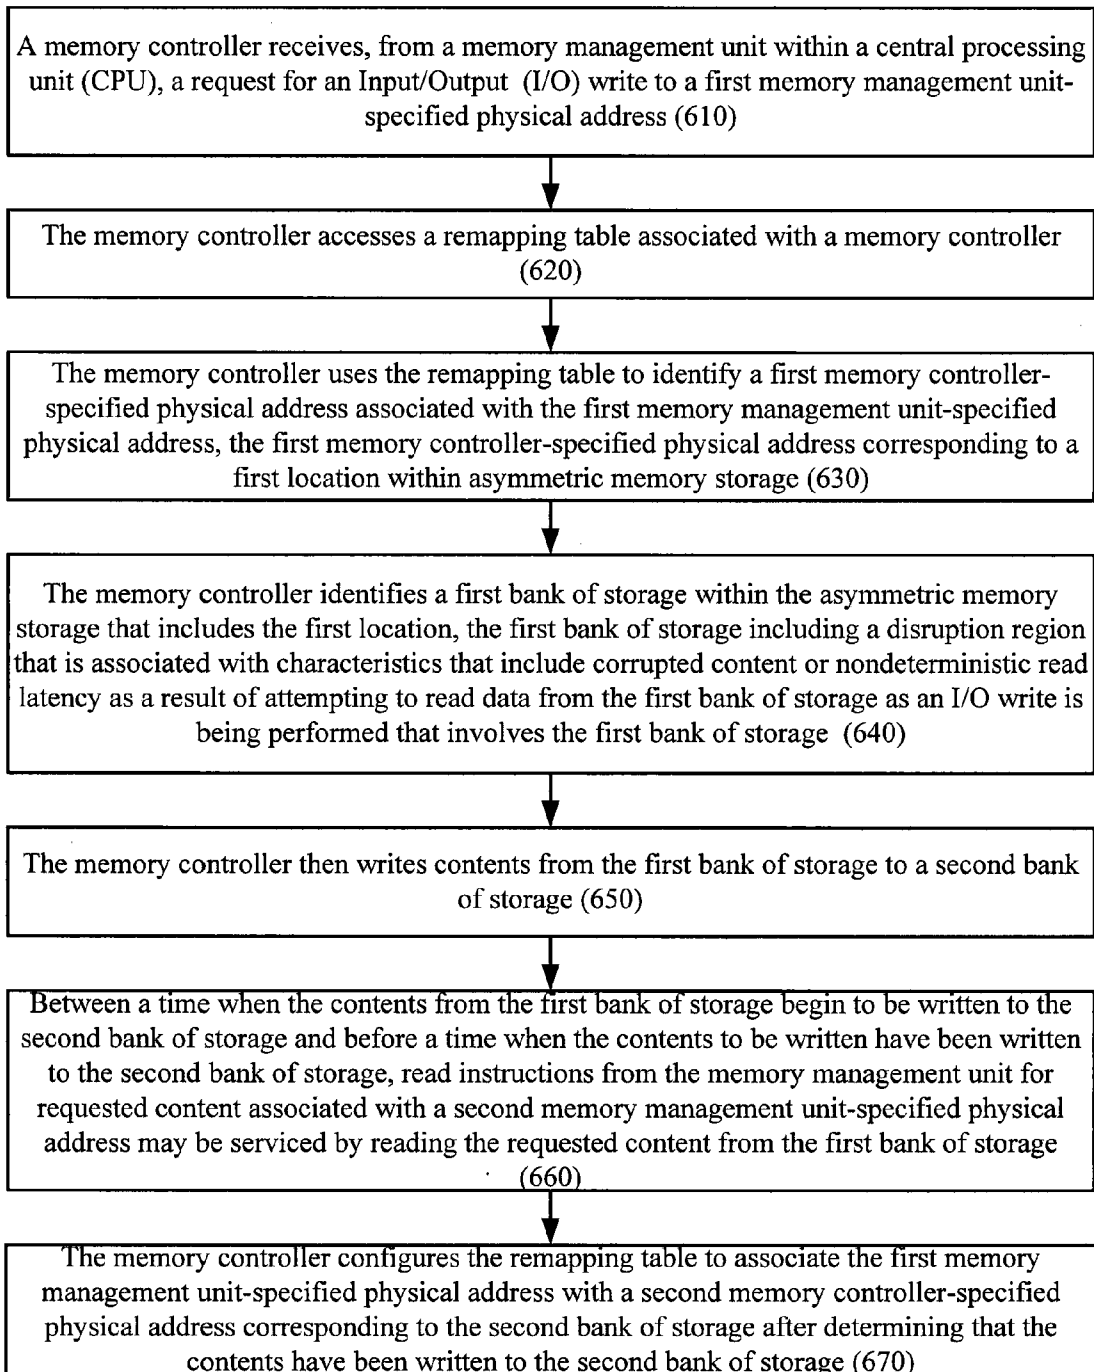 A memory controller receives, from a memory management unit within a central processing
unit (CPU), a request for an Input/Output (I/O) write to a first memory management unit-
specified physical address (610)
The memory controller accesses a remapping table associated with a memory controller
(620)
The memory controller uses the remapping table to identify a first memory controller-
specified physical address associated with the first memory management unit-specified
physical address, the first memory controller-specified physical address corresponding to a
first location within asymmetric memory storage (630)
The memory controller identifies a first bank of storage within the asymmetric memory
storage that includes the first location, the first bank of storage including a disruption region
that is associated with characteristics that include corrupted content or nondeterministic read
latency as a result of attempting to read data from the first bank of storage as an I/O write is
being performed that involves the first bank of storage (640)
The memory controller then writes contents from the first bank of storage to a second bank
of storage (650)
Between a time when the contents from the first bank of storage begin to be written to the
second bank of storage and before a time when the contents to be written have been written
to the second bank of storage, read instructions from the memory management unit for
requested content associated with a second memory management unit-specified physical
address may be serviced by reading the requested content from the first bank of storage
(660)
The memory controller configures the remapping table to associate the first memory
management unit-specified physical address with a second memory controller-specified
physical address corresponding to the second bank of storage after determining that the
contents have been written to the second bank of storage (670)